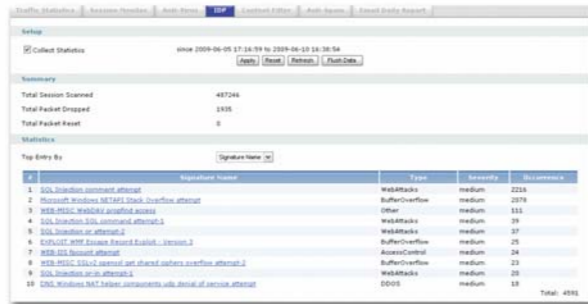 Traffic Statistics Session Monitor Anti-Virus IDP Content Filter Anti-Spam Email Daily Report
Setup
Collect Statistics since 2009-06-05 17:16:59 to 2009-06-10 16:38:54
Apply Reset Refresh Flush Data
Summary
Total Session Scanned 487246
Total Packet Dropped 1935
Total Packet Reset 0
Statistics
Top Entry By Signature Name
# Signature Name Type Severity Occurrence
1 SQL Injection comment attempt WebAttacks medium 2216
2 Microsoft Windows NETAPI Stack Overflow attempt BufferOverflow medium 2078
3 WEB-MISC WebDAV propfind access Other medium 111
4 SQL Injection SQL command attempt-1 WebAttacks medium 39
5 SQL Injection or attempt-2 WebAttacks medium 37
6 EXPLOIT WMF Escape Record Exploit - Version 3 BufferOverflow medium 25
7 WEB-IIS fpcount attempt AccessControl medium 24
8 WEB-MISC SSLv2 openssl get shared ciphers overflow attempt-2 BufferOverflow medium 23
9 SQL Injection or-in attempt-1 WebAttacks medium 20
10 DNS Windows NAT helper components udp denial of service attempt DDOS medium 18
Total: 4591